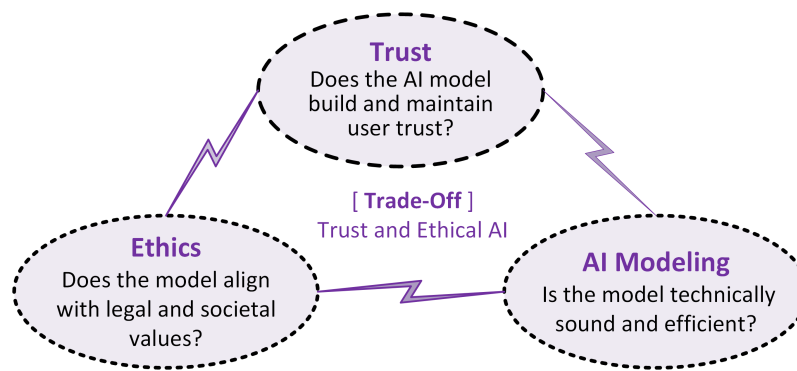 Trust
Does the AI model
build and maintain
user trust?
[ Trade-Off ]
Trust and Ethical AI
Ethics
Does the model align
with legal and societal
values?
AI Modeling
Is the model technically
sound and efficient?